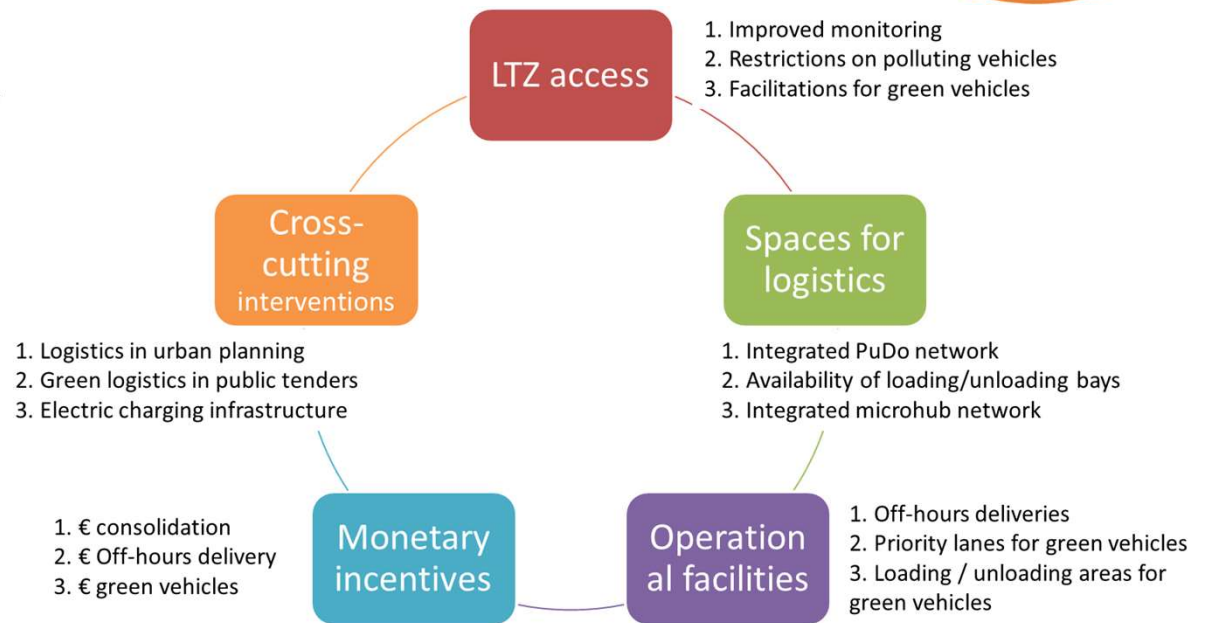 LTZ access
1. Improved monitoring
2. Restrictions on polluting vehicles
3. Facilitations for green vehicles
Spaces for
logistics
1. Integrated PuDo network
2. Availability of loading/unloading bays
3. Integrated microhub network
Operation
al facilities
1. Off-hours deliveries
2. Priority lanes for green vehicles
3. Loading / unloading areas for
green vehicles
Monetary
incentives
1. € consolidation
2. € Off-hours delivery
3. € green vehicles
Cross-
cutting
interventions
1. Logistics in urban planning
2. Green logistics in public tenders
3. Electric charging infrastructure